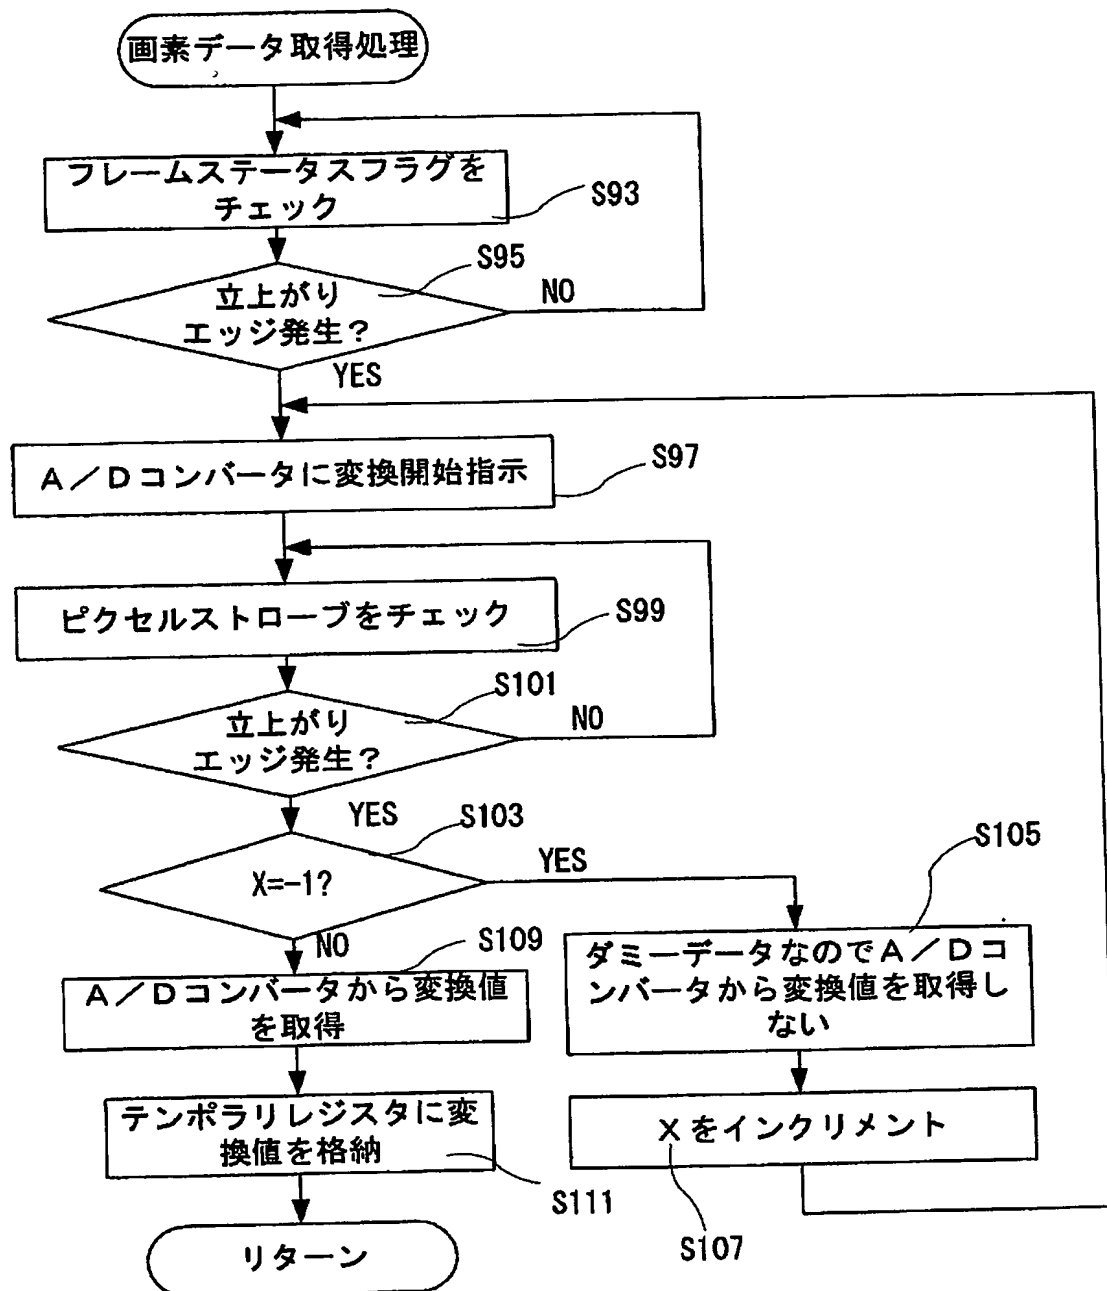 画素データ取得処理
フレームステータスフラグを
チェック
S93
S95
立上がり
エッジ発生?
NO
YES
A/Dコンバータに変換開始指示
S97
ピクセルストローブをチェック
S99
S101
立上がり
エッジ発生?
NO
YES
S103
X=-1?
YES
S105
NO
S109
A/Dコンバータから変換値
を取得
ダミーデータなのでA/Dコ
ンバータから変換値を取得し
ない
テンポラリレジスタに変
換値を格納
S111
Xをインクリメント
S107
リターン